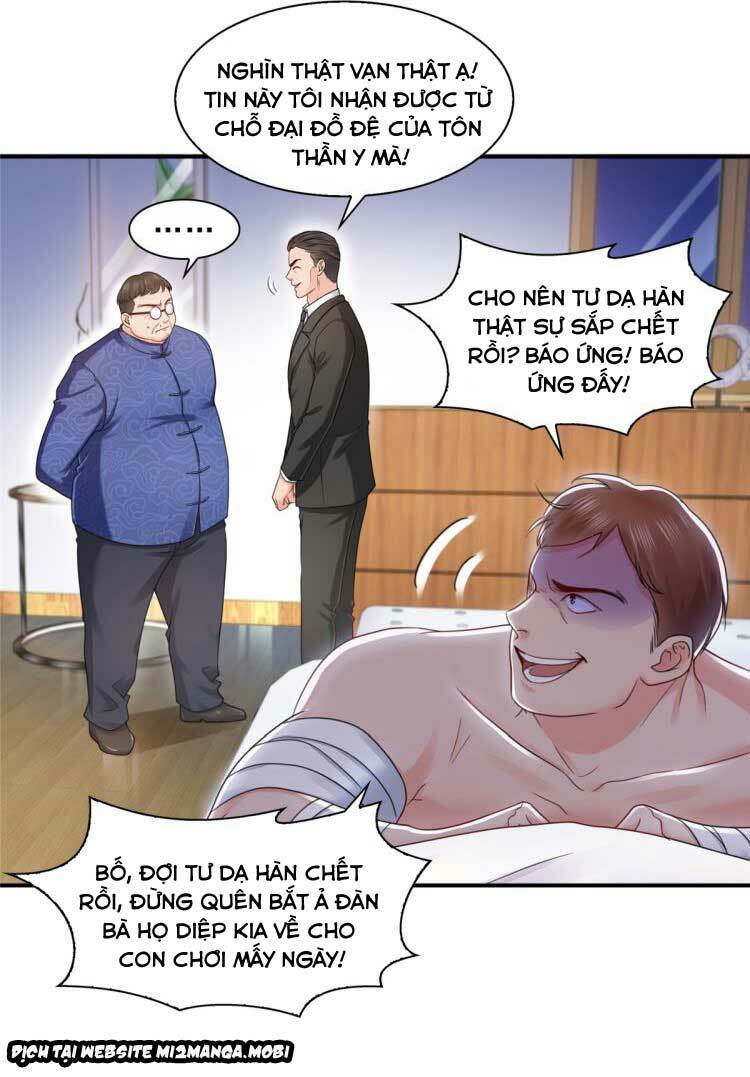 NGHÌN THẬT VẠN THẬT Ạ!
TIN NÀY TÔI NHẬN ĐƯỢC TỪ
CHỖ ĐẠI ĐỒ ĐỆ CỦA TÔN
THẦN Y MÀ!
......
CHO NÊN TƯ DẠ HÀN
THẬT SỰ SẮP CHẾT
RỒI? BÁO ỨNG! BÁO
ỨNG ĐẤY!
BỐ, ĐỢI TƯ DẠ HÀN CHẾT
RỒI, ĐỪNG QUÊN BẮT Ả ĐÀN
BÀ HỌ DIỆP KIA VỀ CHO
CON CHƠI MẤY NGÀY!
DỊCH TẠI WEBSITE MI2MANGA.MOBI